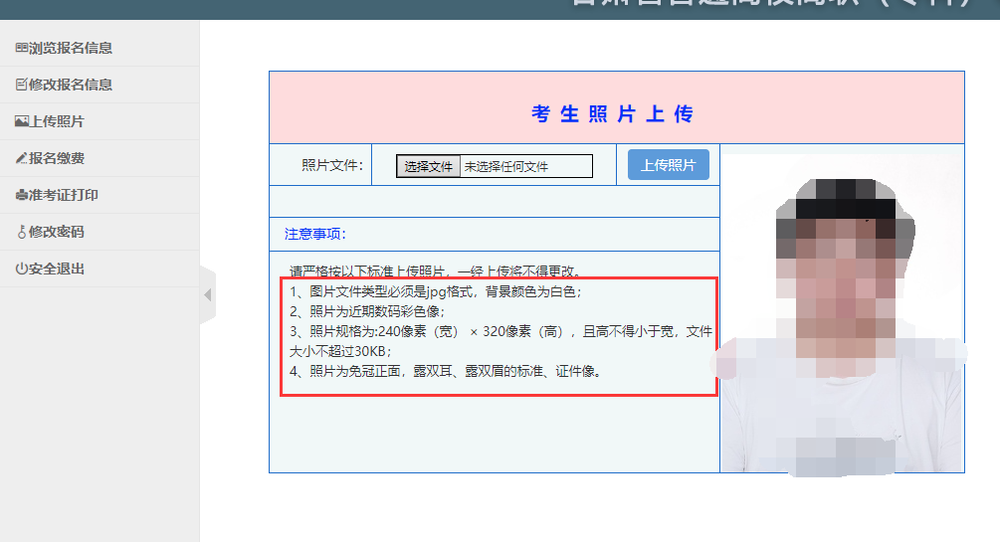 浏览报名信息
修改报名信息
上传照片
报名缴费
准考证打印
修改密码
安全退出
考生照片上传
照片文件: 选择文件 未选择任何文件 上传照片
注意事项:
请严格按以下标准上传照片，一经上传将不得更改。
1、图片文件类型必须是jpg格式，背景颜色为白色；
2、照片为近期数码彩色像；
3、照片规格为:240像素（宽） × 320像素（高），且高不得小于宽，文件
大小不超过30KB；
4、照片为免冠正面，露双耳、露双眉的标准、证件像。